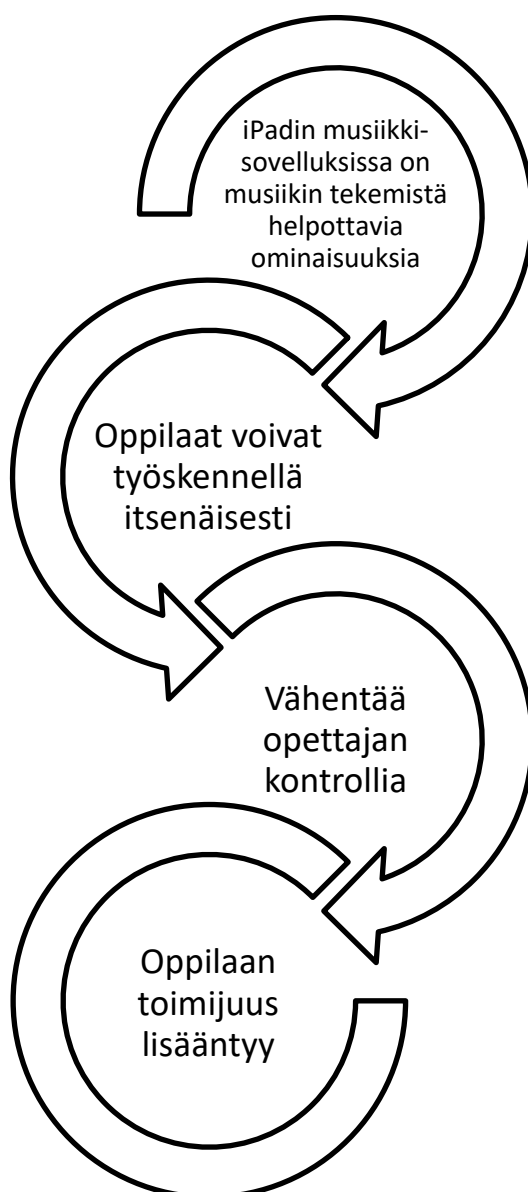 iPadin musiikki-
sovelluksissa on
musiikin tekemistä
helpottavia
ominaisuuksia
Oppilaat voivat
työskennellä
itsenäisesti
Vähentää
opettajan
kontrollia
Oppilaan
toimijuus
lisääntyy